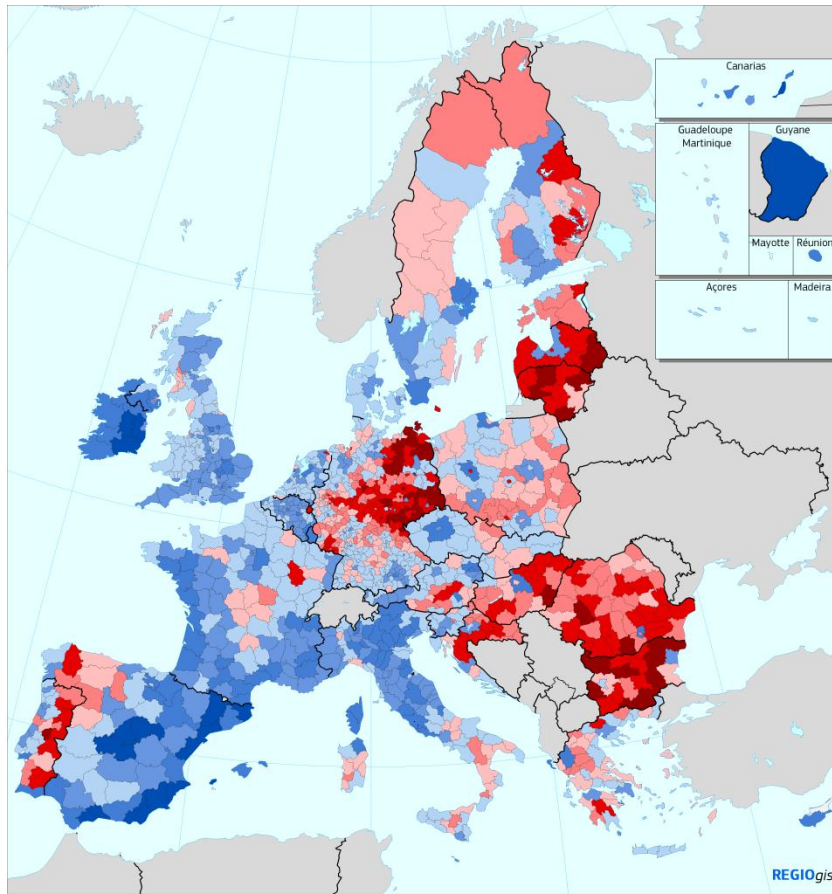 Canarias
Guadeloupe
Martinique
Guyane
Mayotte
Réunion
Açores
Madeira
REGIOgis